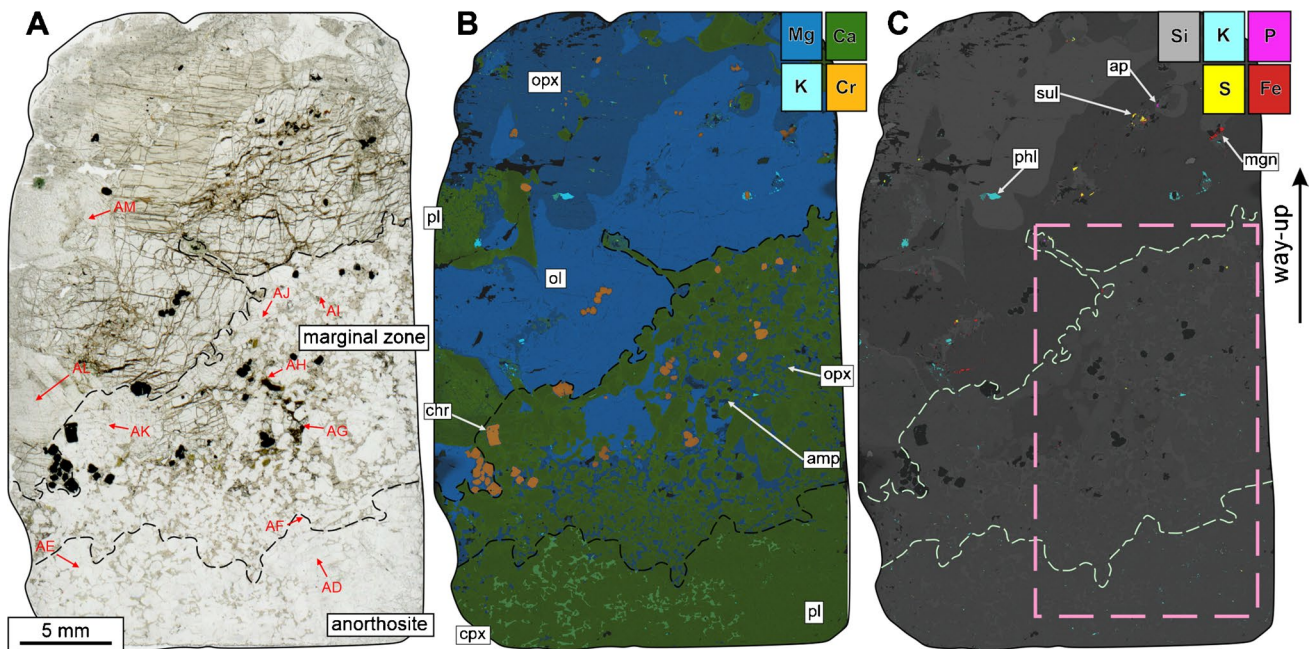 A
AM
AJ
AI
marginal zone
AH
AL
AK
AG
AF
AE
AD
5 mm
anorthosite
B
Mg
Ca
K
Cr
opx
pl
ol
opx
chr
amp
pl
cpx
C
Si
K
P
S
Fe
ap
sul
phl
mgn
way-up